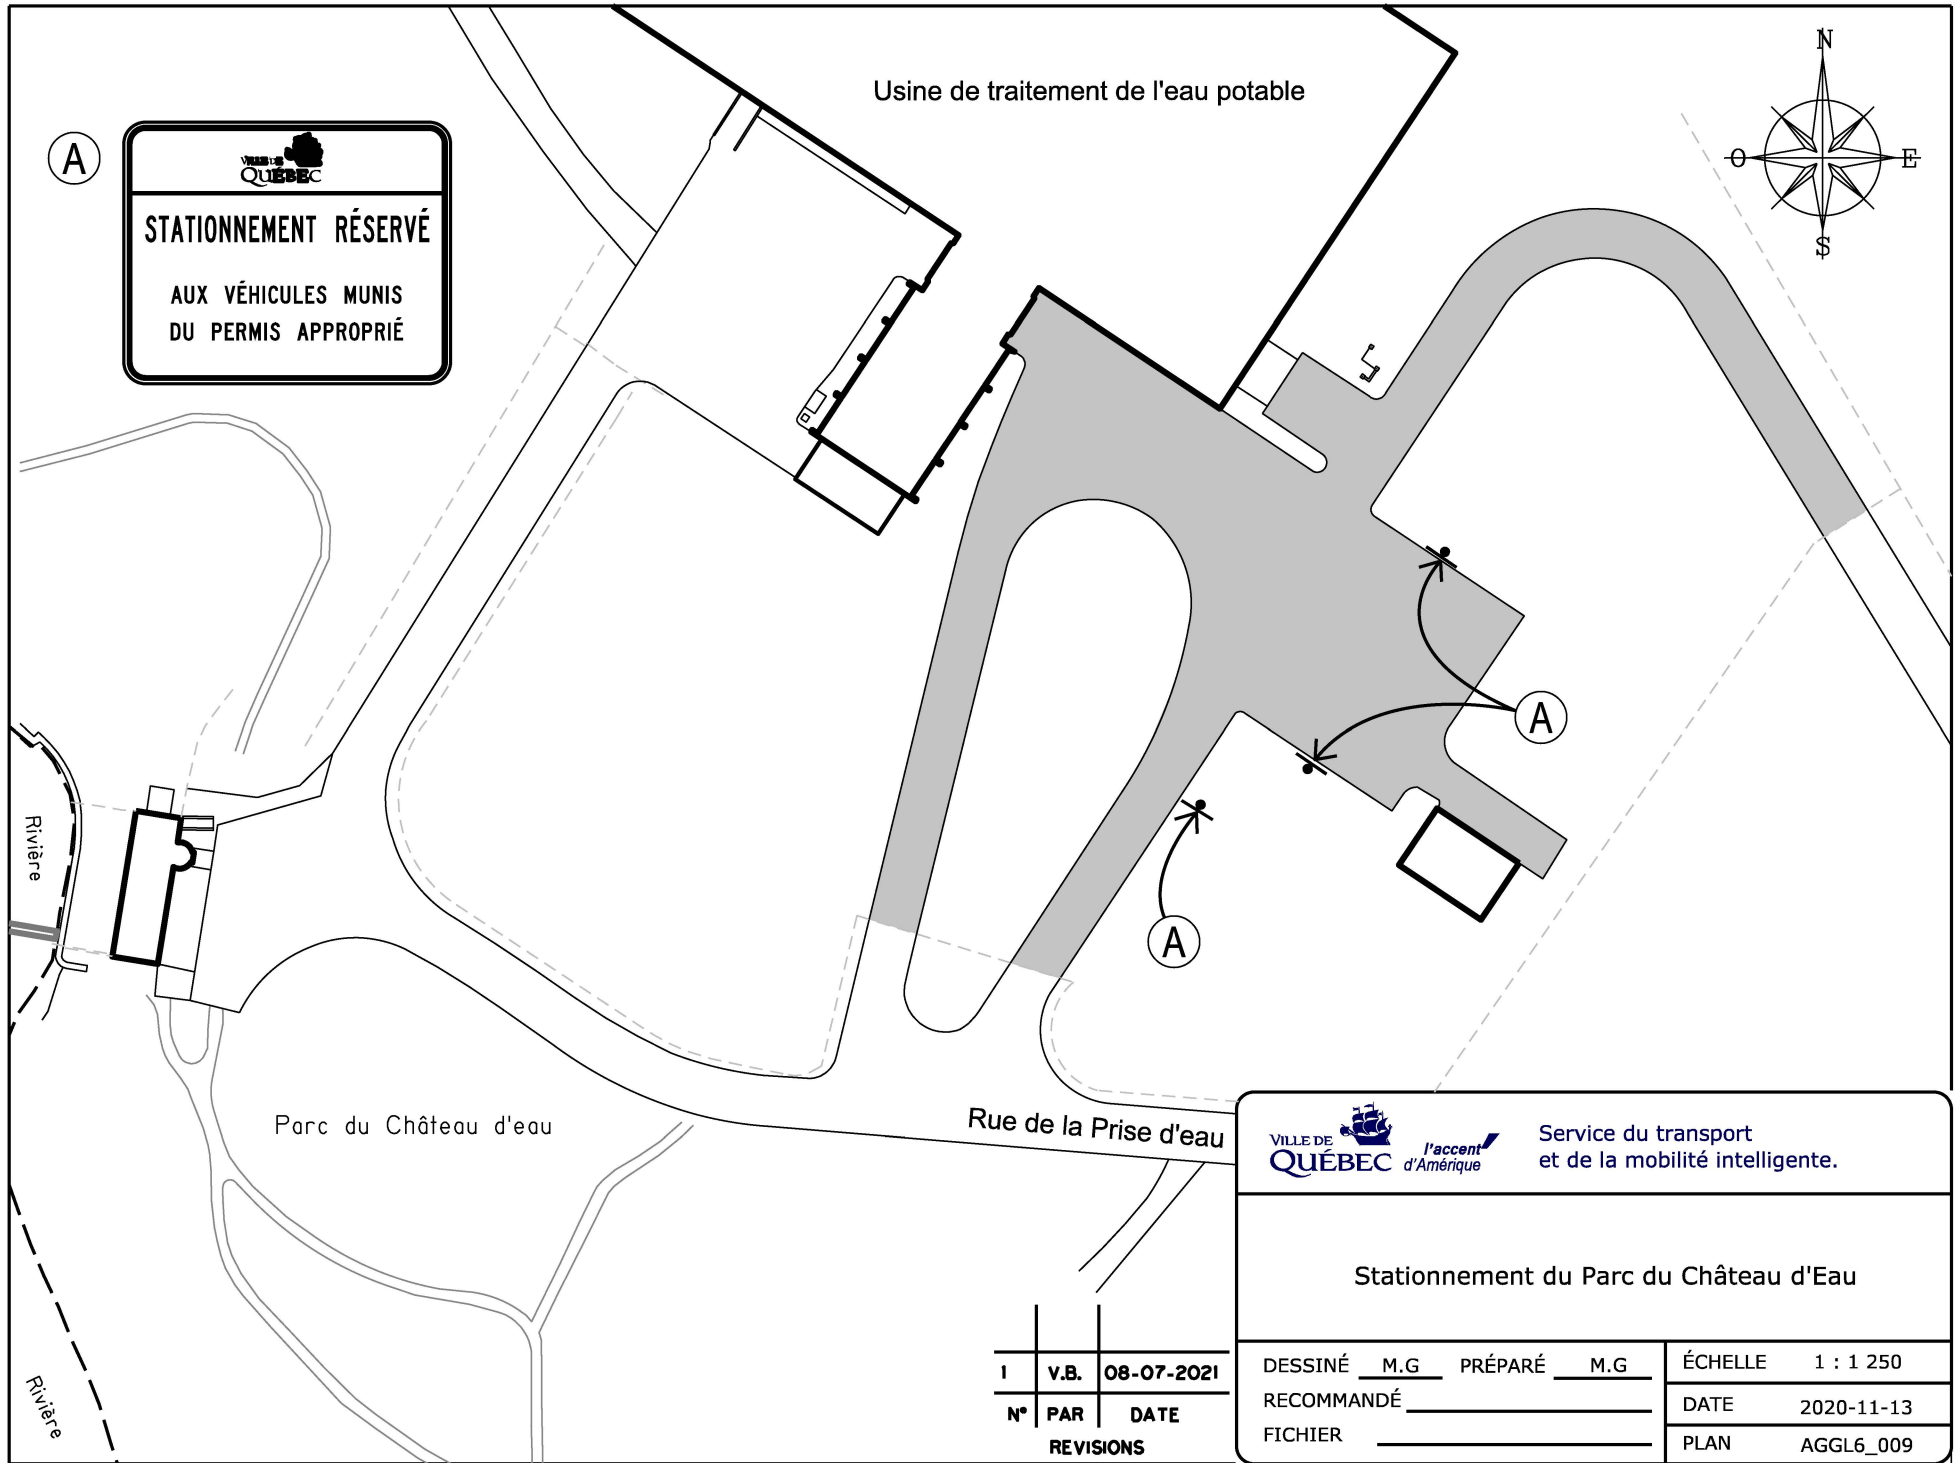 Usine de traitement de l'eau potable
N
O
E
S
A
VILLE DE
QUÉBEC
STATIONNEMENT RÉSERVÉ
AUX VÉHICULES MUNIS
DU PERMIS APPROPRIÉ
A
A
Rivière
Parc du Château d'eau
Rue de la Prise d'eau
Rivière
VILLE DE
QUÉBEC
l'accent
d'Amérique
Service du transport
et de la mobilité intelligente.
Stationnement du Parc du Château d'Eau
DESSINÉ M.G PRÉPARÉ M.G
RECOMMANDÉ
FICHIER
ÉCHELLE 1 : 1 250
DATE 2020-11-13
PLAN AGGL6_009
1 V.B. 08-07-2021
N° PAR DATE
REVISIONS